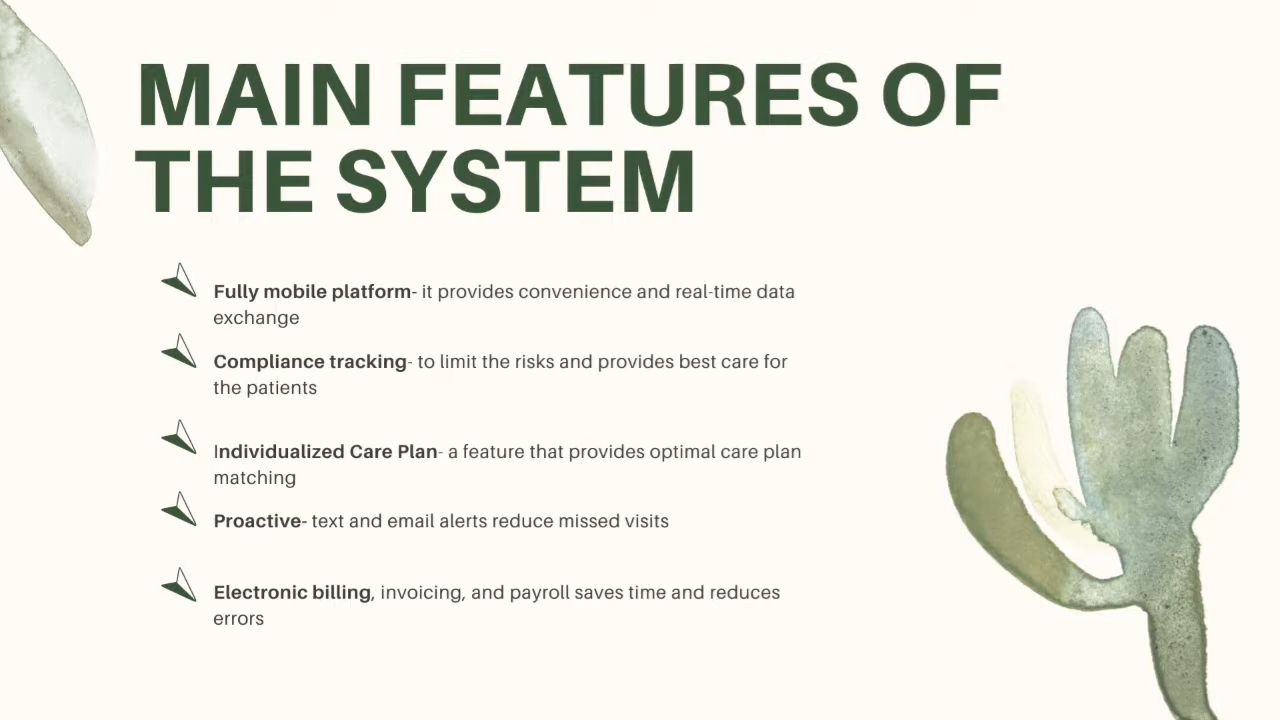 MAIN FEATURES OF
THE SYSTEM
Fully mobile platform- it provides convenience and real-time data
exchange
Compliance tracking- to limit the risks and provides best care for
the patients
Individualized Care Plan- a feature that provides optimal care plan
matching
Proactive- text and email alerts reduce missed visits
Electronic billing, invoicing, and payroll saves time and reduces
errors